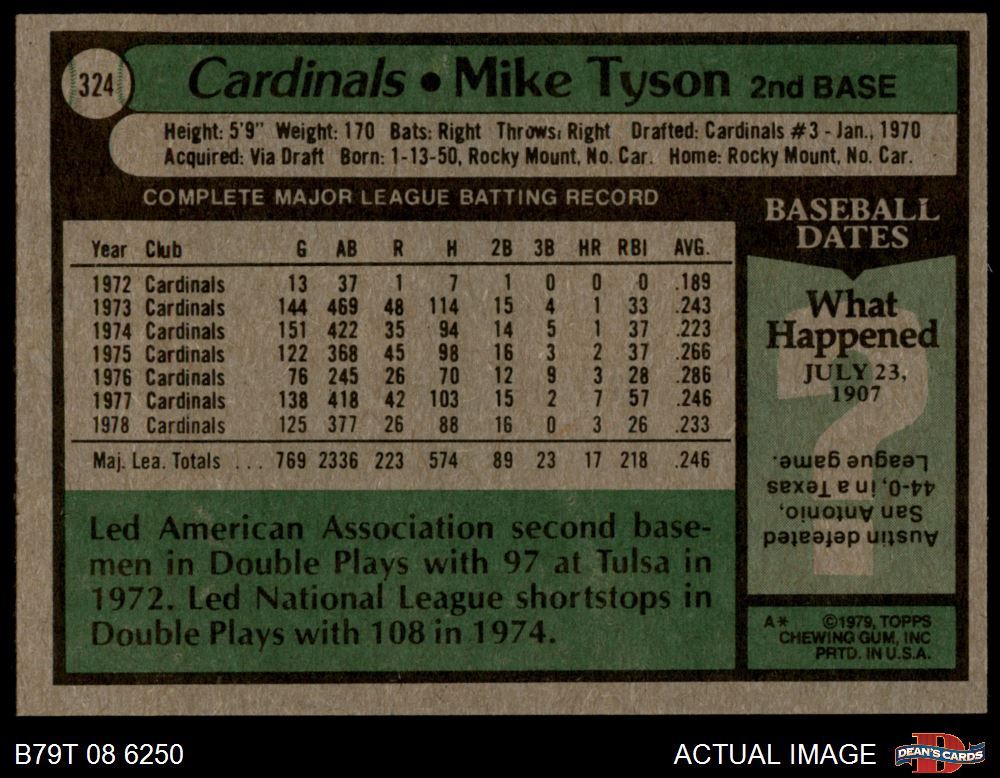 324
Cardinals • Mike Tyson 2nd BASE
Height: 5'9" Weight: 170 Bats: Right Throws: Right Drafted: Cardinals #3 - Jan., 1970
Acquired: Via Draft Born: 1-13-50, Rocky Mount, No. Car. Home: Rocky Mount, No. Car.
COMPLETE MAJOR LEAGUE BATTING RECORD
Year Club G AB R H 2B 3B HR RBI AVG.
1972 Cardinals 13 37 1 7 1 0 0 0 .189
1973 Cardinals 144 469 48 114 15 4 1 33 .243
1974 Cardinals 151 422 35 94 14 5 1 37 .223
1975 Cardinals 122 368 45 98 16 3 2 37 .266
1976 Cardinals 76 245 26 70 12 9 3 28 .286
1977 Cardinals 138 418 42 103 15 2 7 57 .246
1978 Cardinals 125 377 26 88 16 0 3 26 .233
Maj. Lea. Totals ... 769 2336 223 574 89 23 17 218 .246
Led American Association second base-
men in Double Plays with 97 at Tulsa in
1972. Led National League shortstops in
Double Plays with 108 in 1974.
BASEBALL
DATES
What
Happened
JULY 23,
1907
?
Austin defeated
San Antonio,
44-0, in a Texas
League game.
A* ©1979, TOPPS
CHEWING GUM, INC
PRTD. IN U.S.A.
B79T 08 6250
ACTUAL IMAGE
D
DEAN'S CARDS